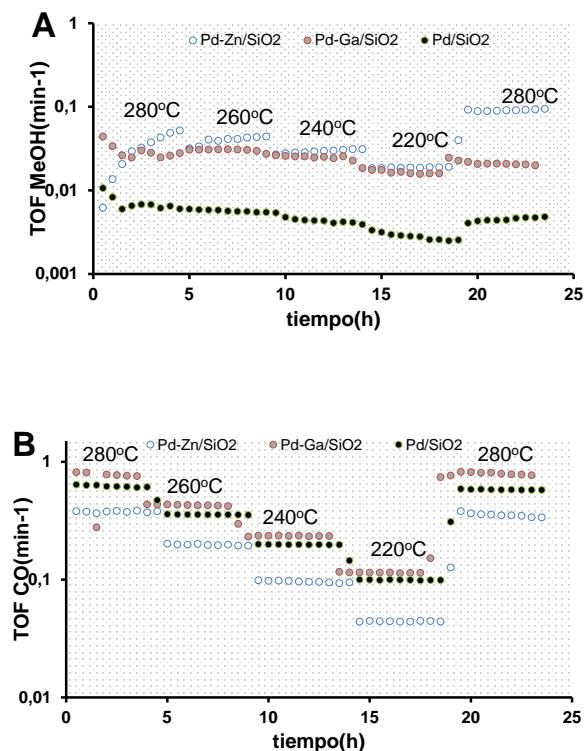 A
Pd-Zn/SiO2 Pd-Ga/SiO2 Pd/SiO2
1
0,1
0,01
0,001
TOF MeOH(min-1)
280ºC
260ºC
240ºC
220ºC
280ºC
0 5 10 15 20 25
tiempo(h)
B
Pd-Zn/SiO2 Pd-Ga/SiO2 Pd/SiO2
1
0,1
0,01
TOF CO(min-1)
280ºC
260ºC
240ºC
220ºC
280ºC
0 5 10 15 20 25
tiempo(h)